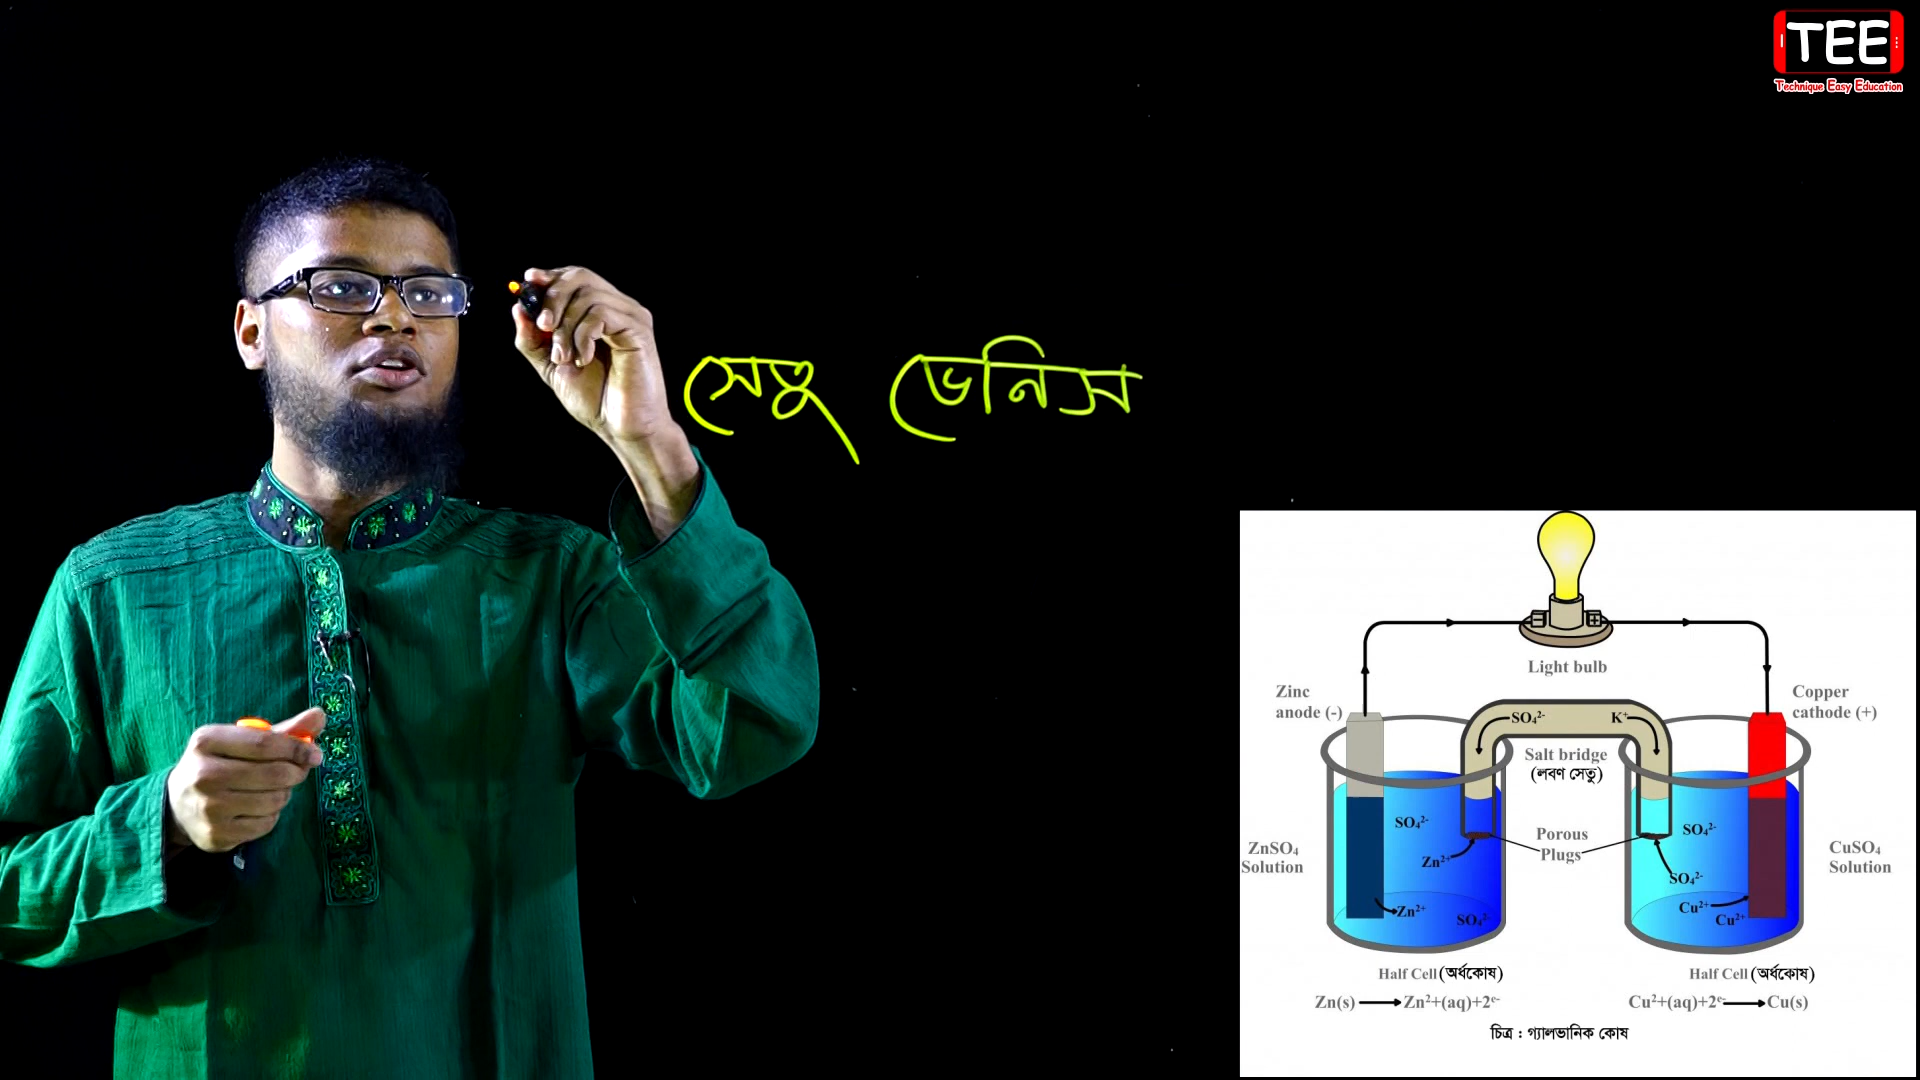 TEE
Technique Easy Education
সেতু ভেনিস
Light bulb
Zinc
anode (-)
Copper
cathode (+)
SO₄²⁻ K⁺
Salt bridge
(লবণ সেতু)
SO₄²⁻ SO₄²⁻
Porous
Plugs
ZnSO₄
Solution
CuSO₄
Solution
Zn²⁺
SO₄²⁻
Zn²⁺
Cu²⁺
SO₄²⁻ Cu²⁺
Half Cell (অর্ধকোষ) Half Cell (অর্ধকোষ)
Zn(s) → Zn²+(aq)+2ᵉ⁻ Cu²+(aq)+2ᵉ⁻ → Cu(s)
চিত্র : গ্যালভানিক কোষ